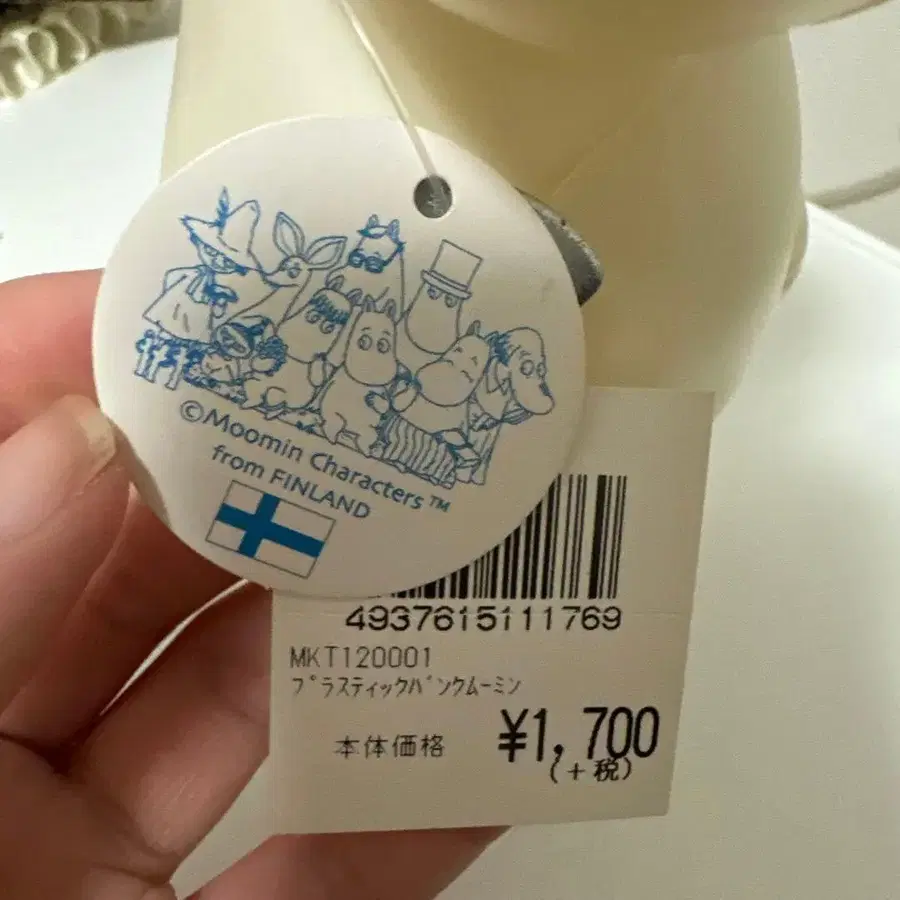 ©Moomin Characters™
from FINLAND
4937615111769
MKT120001
プラスティックバンクムーミン
本体価格 ¥1,700
(+税)